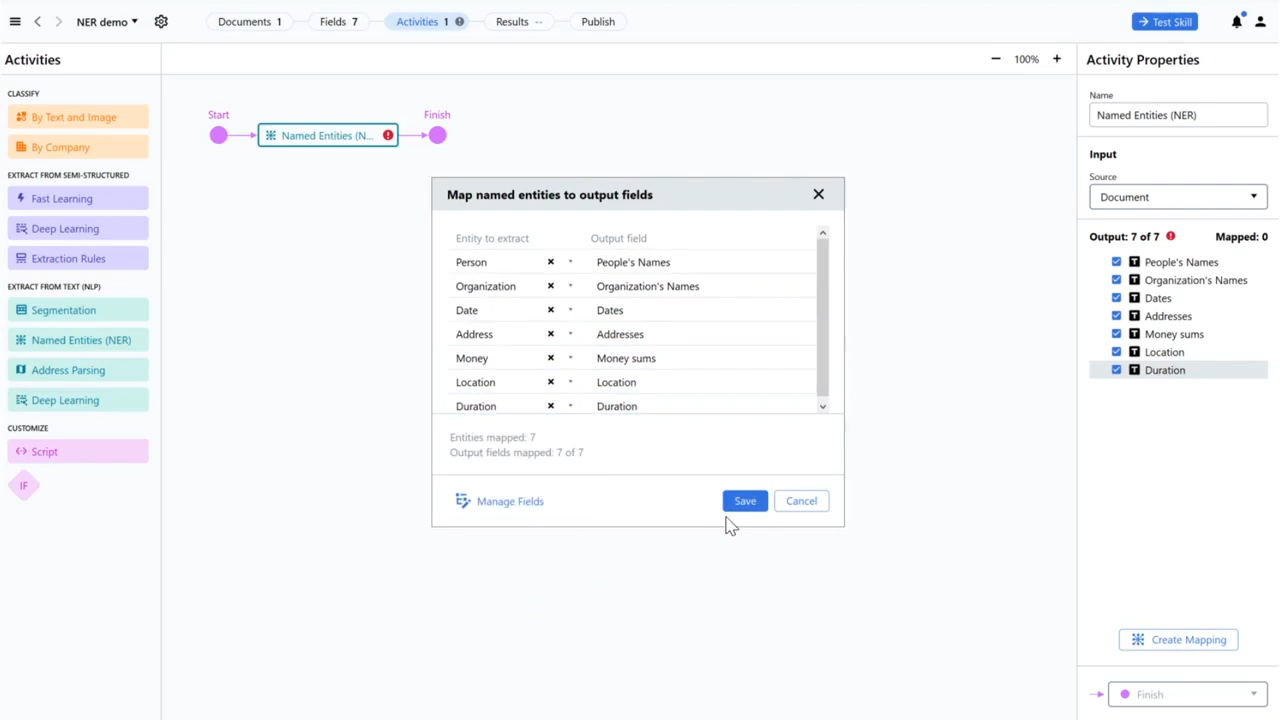 NER demo
Documents 1
Fields 7
Activities 1
Results --
Publish
Test Skill
Activities
100%
Activity Properties
CLASSIFY
By Text and Image
By Company
EXTRACT FROM SEMI-STRUCTURED
Fast Learning
Deep Learning
Extraction Rules
EXTRACT FROM TEXT (NLP)
Segmentation
Named Entities (NER)
Address Parsing
Deep Learning
CUSTOMIZE
Script
IF
Start
Finish
Named Entities (N...
Map named entities to output fields
Entity to extract Output field
Person People's Names
Organization Organization's Names
Date Dates
Address Addresses
Money Money sums
Location Location
Duration Duration
Entities mapped: 7
Output fields mapped: 7 of 7
Manage Fields
Save
Cancel
Name
Named Entities (NER)
Input
Source
Document
Output: 7 of 7 Mapped: 0
T People's Names
T Organization's Names
T Dates
T Addresses
T Money sums
T Location
T Duration
Create Mapping
Finish